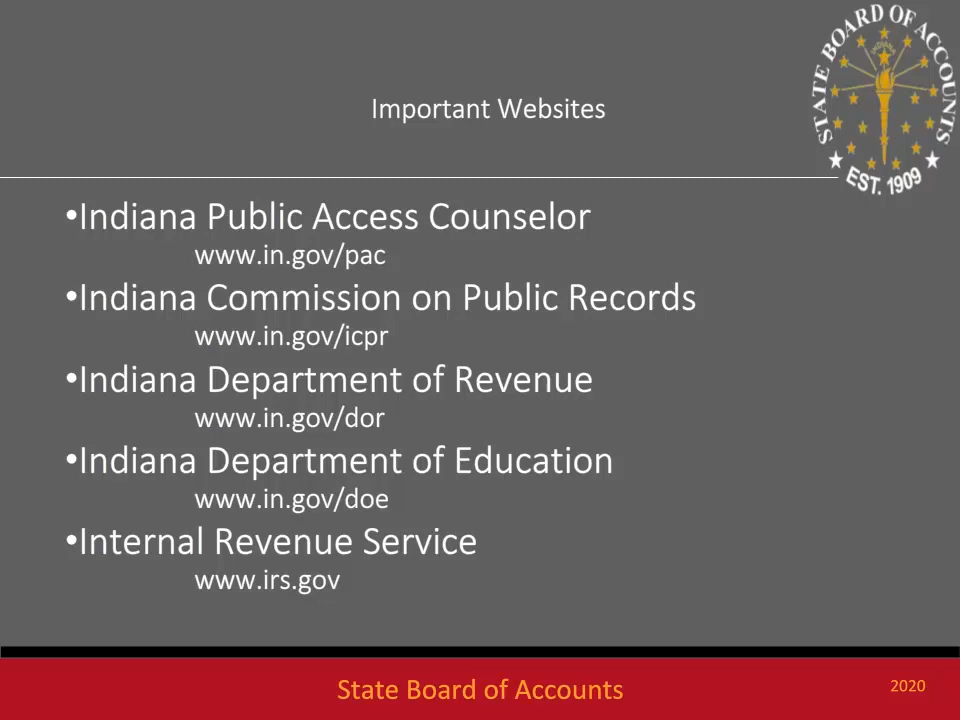 STATE BOARD OF ACCOUNTS
INDIANA
EST. 1909
Important Websites
•Indiana Public Access Counselor
www.in.gov/pac
•Indiana Commission on Public Records
www.in.gov/icpr
•Indiana Department of Revenue
www.in.gov/dor
•Indiana Department of Education
www.in.gov/doe
•Internal Revenue Service
www.irs.gov
State Board of Accounts
2020